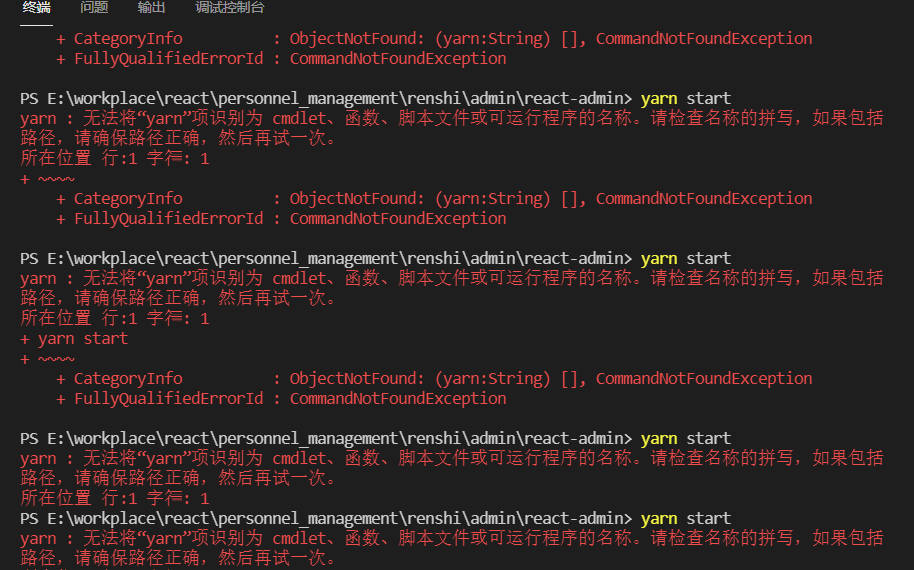 终端 问题 输出 调试控制台
+ CategoryInfo : ObjectNotFound: (yarn:String) [], CommandNotFoundException
+ FullyQualifiedErrorId : CommandNotFoundException
PS E:\workplace\react\personnel_management\renshi\admin\react-admin> yarn start
yarn : 无法将“yarn”项识别为 cmdlet、函数、脚本文件或可运行程序的名称。请检查名称的拼写，如果包括
路径，请确保路径正确，然后再试一次。
所在位置 行:1 字符: 1
+ ~~~~
+ CategoryInfo : ObjectNotFound: (yarn:String) [], CommandNotFoundException
+ FullyQualifiedErrorId : CommandNotFoundException
PS E:\workplace\react\personnel_management\renshi\admin\react-admin> yarn start
yarn : 无法将“yarn”项识别为 cmdlet、函数、脚本文件或可运行程序的名称。请检查名称的拼写，如果包括
路径，请确保路径正确，然后再试一次。
所在位置 行:1 字符: 1
+ yarn start
+ ~~~~
+ CategoryInfo : ObjectNotFound: (yarn:String) [], CommandNotFoundException
+ FullyQualifiedErrorId : CommandNotFoundException
PS E:\workplace\react\personnel_management\renshi\admin\react-admin> yarn start
yarn : 无法将“yarn”项识别为 cmdlet、函数、脚本文件或可运行程序的名称。请检查名称的拼写，如果包括
路径，请确保路径正确，然后再试一次。
所在位置 行:1 字符: 1
PS E:\workplace\react\personnel_management\renshi\admin\react-admin> yarn start
yarn : 无法将“yarn”项识别为 cmdlet、函数、脚本文件或可运行程序的名称。请检查名称的拼写，如果包括
路径，请确保路径正确，然后再试一次。